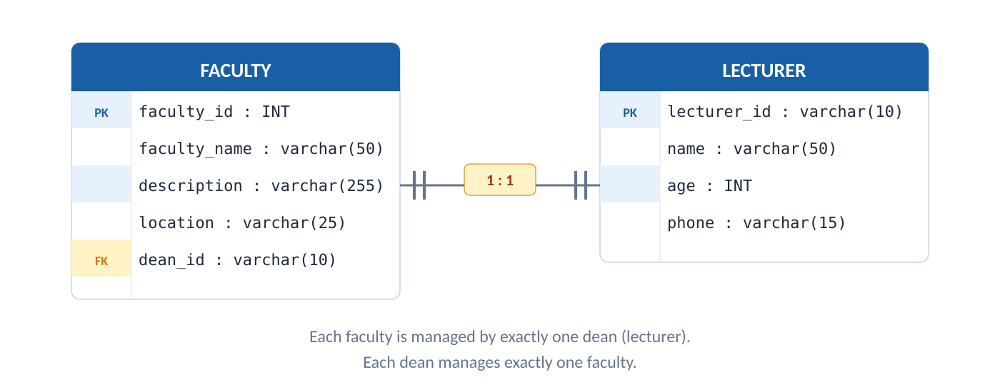 FACULTY
PK faculty_id : INT
faculty_name : varchar(50)
description : varchar(255)
location : varchar(25)
FK dean_id : varchar(10)
1:1
LECTURER
PK lecturer_id : varchar(10)
name : varchar(50)
age : INT
phone : varchar(15)
Each faculty is managed by exactly one dean (lecturer).
Each dean manages exactly one faculty.